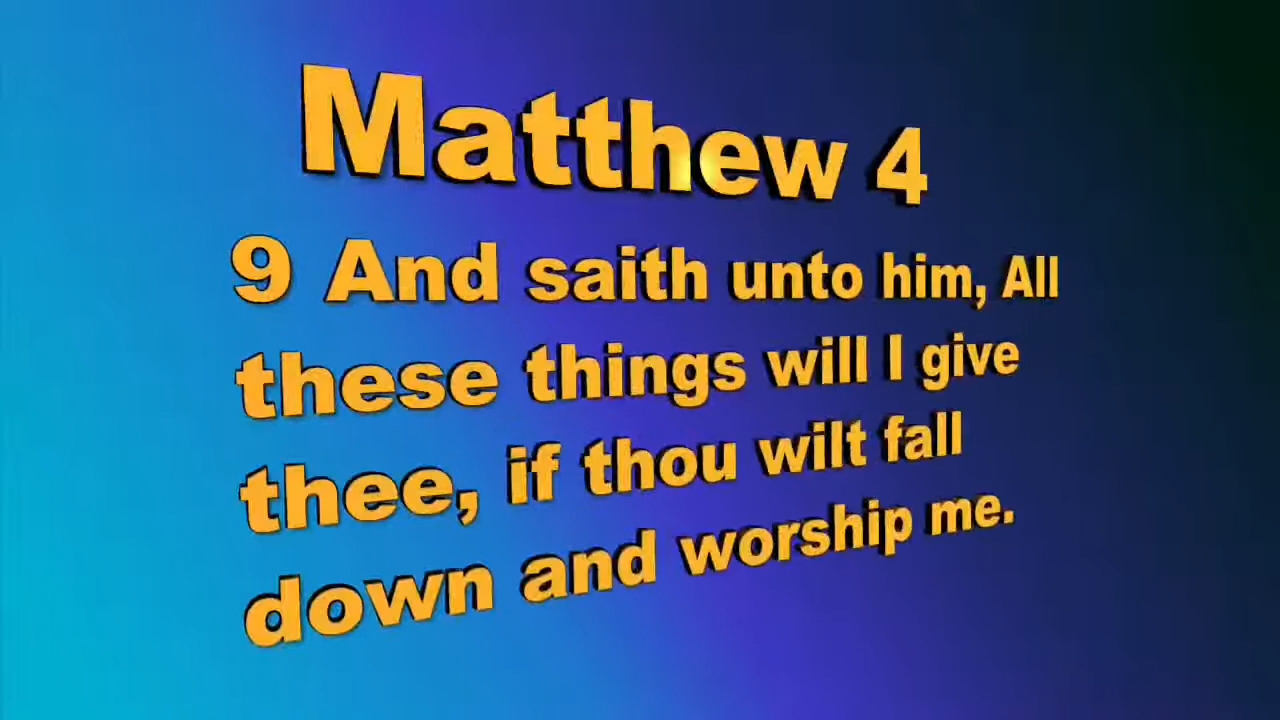 Matthew 4
9 And saith unto him, All
these things will I give
thee, if thou wilt fall
down and worship me.